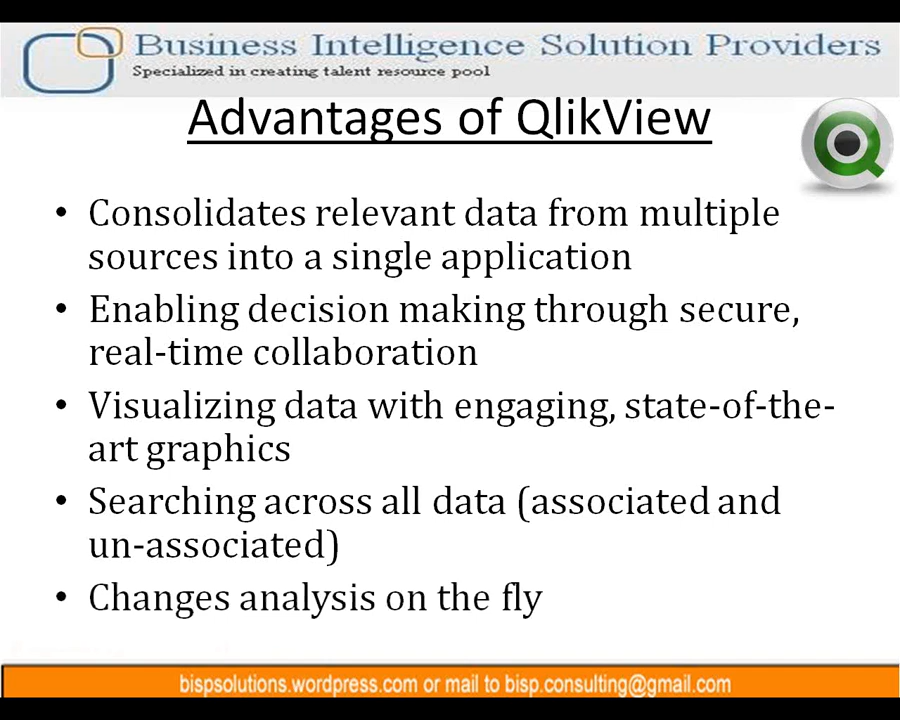 Business Intelligence Solution Providers
Specialized in creating talent resource pool
Advantages of QlikView
• Consolidates relevant data from multiple
sources into a single application
• Enabling decision making through secure,
real-time collaboration
• Visualizing data with engaging, state-of-the-
art graphics
• Searching across all data (associated and
un-associated)
• Changes analysis on the fly
bispsolutions.wordpress.com or mail to bisp.consulting@gmail.com